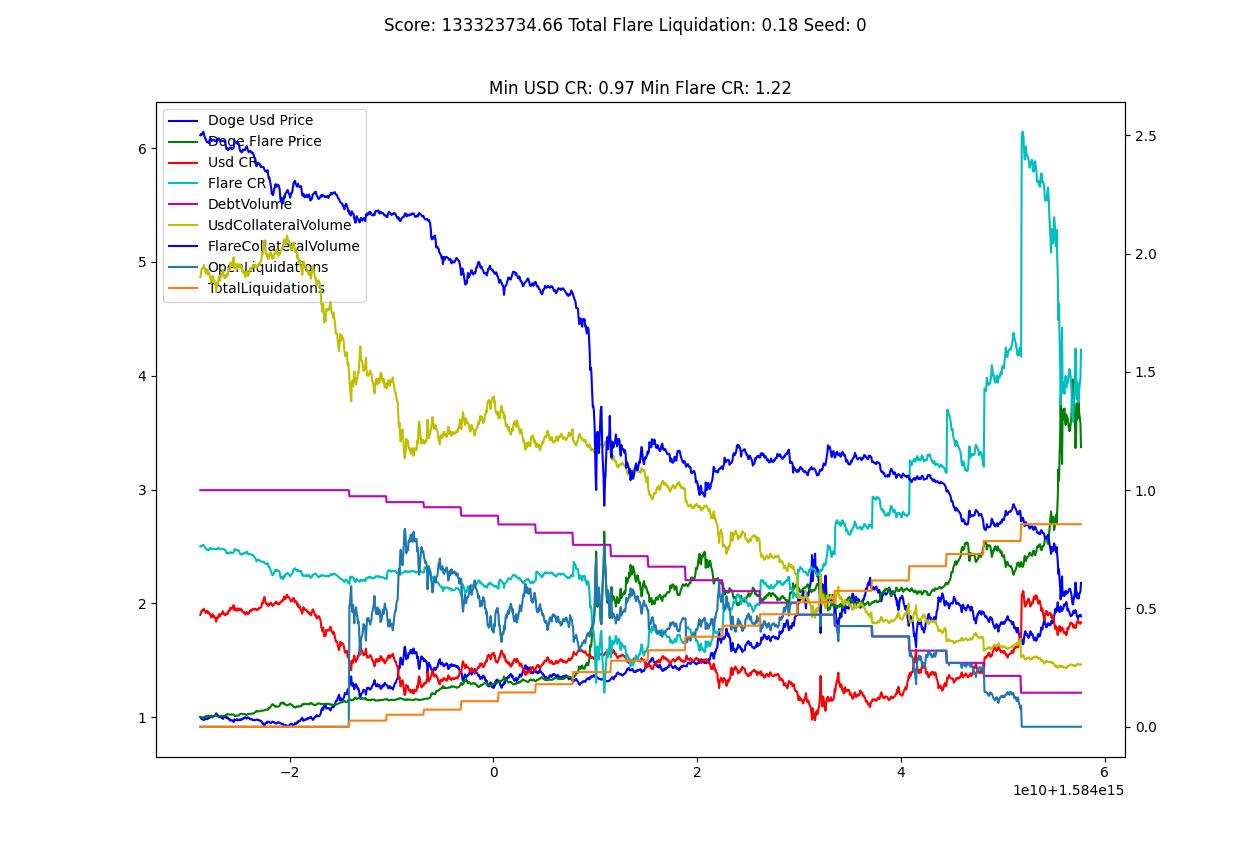 Score: 133323734.66 Total Flare Liquidation: 0.18 Seed: 0
Min USD CR: 0.97 Min Flare CR: 1.22
Doge Usd Price
Doge Flare Price
Usd CR
Flare CR
DebtVolume
UsdCollateralVolume
FlareCollateralVolume
OpenLiquidations
TotalLiquidations
6
5
4
3
2
1
2.5
2.0
1.5
1.0
0.5
0.0
−2
0
2
4
6
1e10+1.584e15